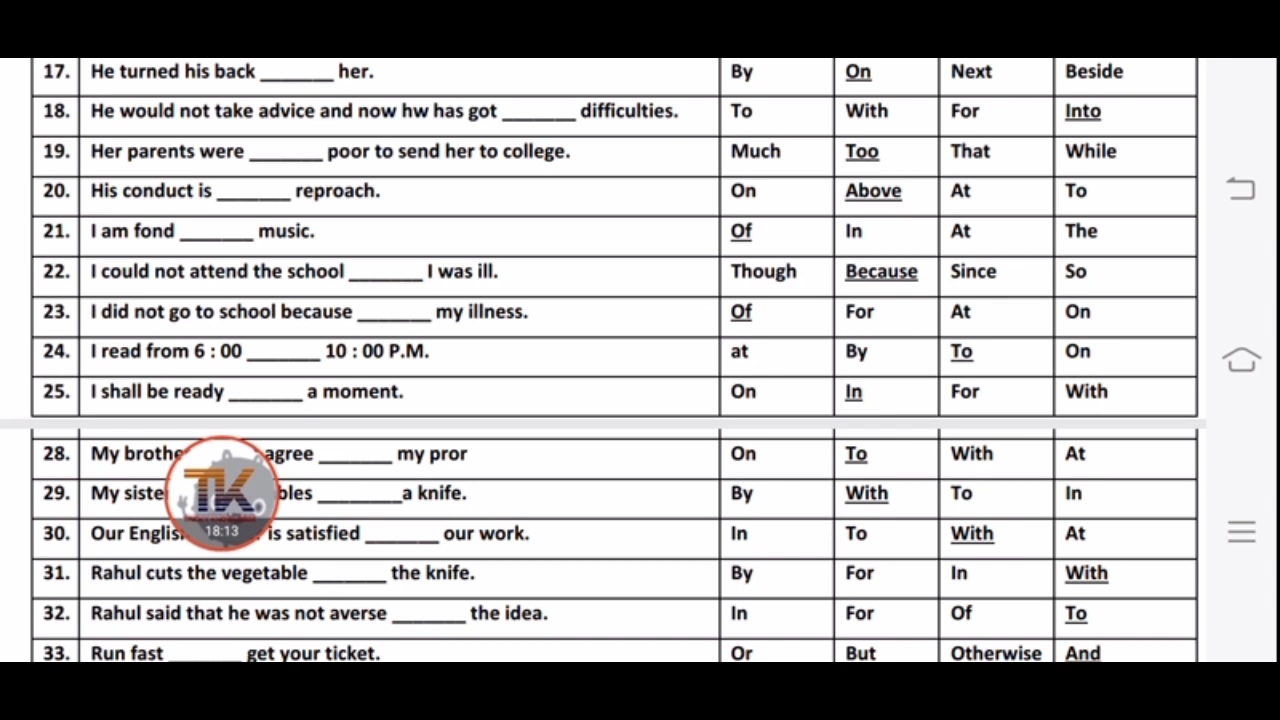 17. He turned his back _______ her. By On Next Beside
18. He would not take advice and now hw has got _______ difficulties. To With For Into
19. Her parents were _______ poor to send her to college. Much Too That While
20. His conduct is _______ reproach. On Above At To
21. I am fond _______ music. Of In At The
22. I could not attend the school _______ I was ill. Though Because Since So
23. I did not go to school because _______ my illness. Of For At On
24. I read from 6 : 00 _______ 10 : 00 P.M. at By To On
25. I shall be ready _______ a moment. On In For With
28. My agree _______ my pror On To With At
29. My _______ a knife. By With To In
30. Our is satisfied _______ our work. In To With At
31. Rahul cuts the vegetable _______ the knife. By For In With
32. Rahul said that he was not averse _______ the idea. In For Of To
33. Run fast _______ get your ticket. Or But Otherwise And
TK
18:13